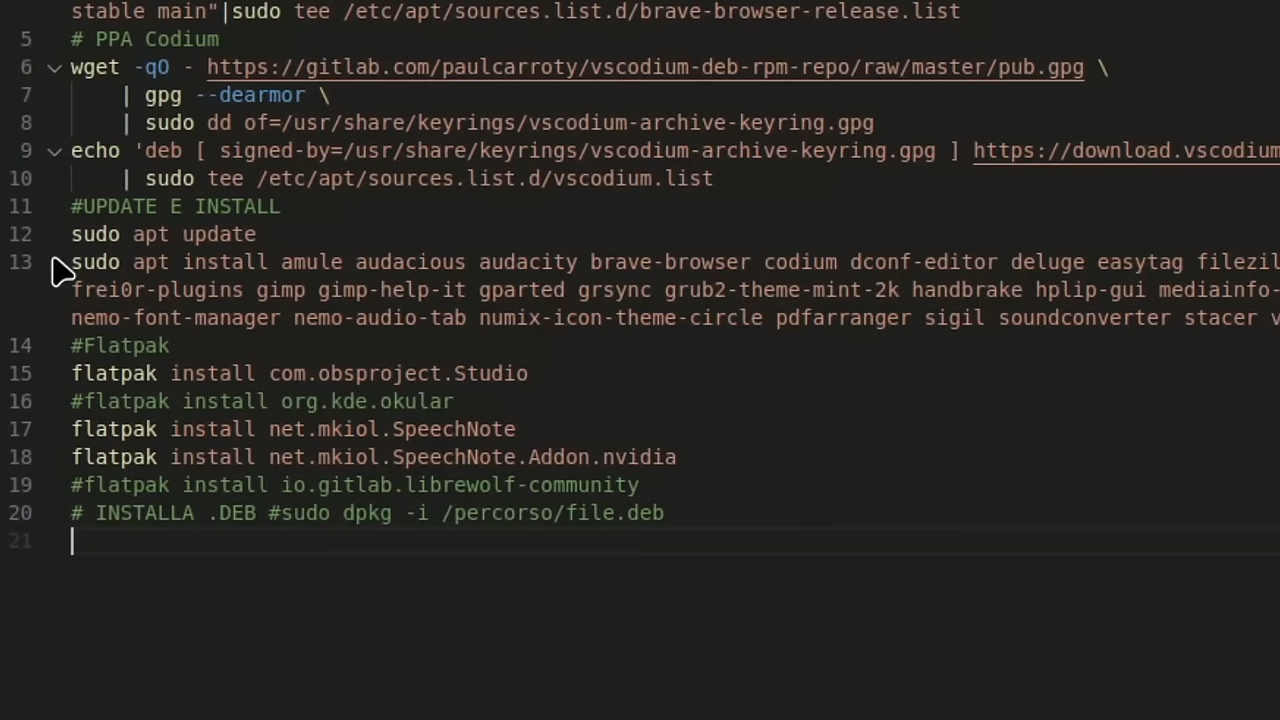 stable main"|sudo tee /etc/apt/sources.list.d/brave-browser-release.list
5 # PPA Codium
6 wget -qO - https://gitlab.com/paulcarroty/vscodium-deb-rpm-repo/raw/master/pub.gpg \
7 | gpg --dearmor \
8 | sudo dd of=/usr/share/keyrings/vscodium-archive-keyring.gpg
9 echo 'deb [ signed-by=/usr/share/keyrings/vscodium-archive-keyring.gpg ] https://download.vscodium
10 | sudo tee /etc/apt/sources.list.d/vscodium.list
11 #UPDATE E INSTALL
12 sudo apt update
13 sudo apt install amule audacious audacity brave-browser codium dconf-editor deluge easytag filezil
frei0r-plugins gimp gimp-help-it gparted grsync grub2-theme-mint-2k handbrake hplip-gui mediainfo-
nemo-font-manager nemo-audio-tab numix-icon-theme-circle pdfarranger sigil soundconverter stacer v
14 #Flatpak
15 flatpak install com.obsproject.Studio
16 #flatpak install org.kde.okular
17 flatpak install net.mkiol.SpeechNote
18 flatpak install net.mkiol.SpeechNote.Addon.nvidia
19 #flatpak install io.gitlab.librewolf-community
20 # INSTALLA .DEB #sudo dpkg -i /percorso/file.deb
21